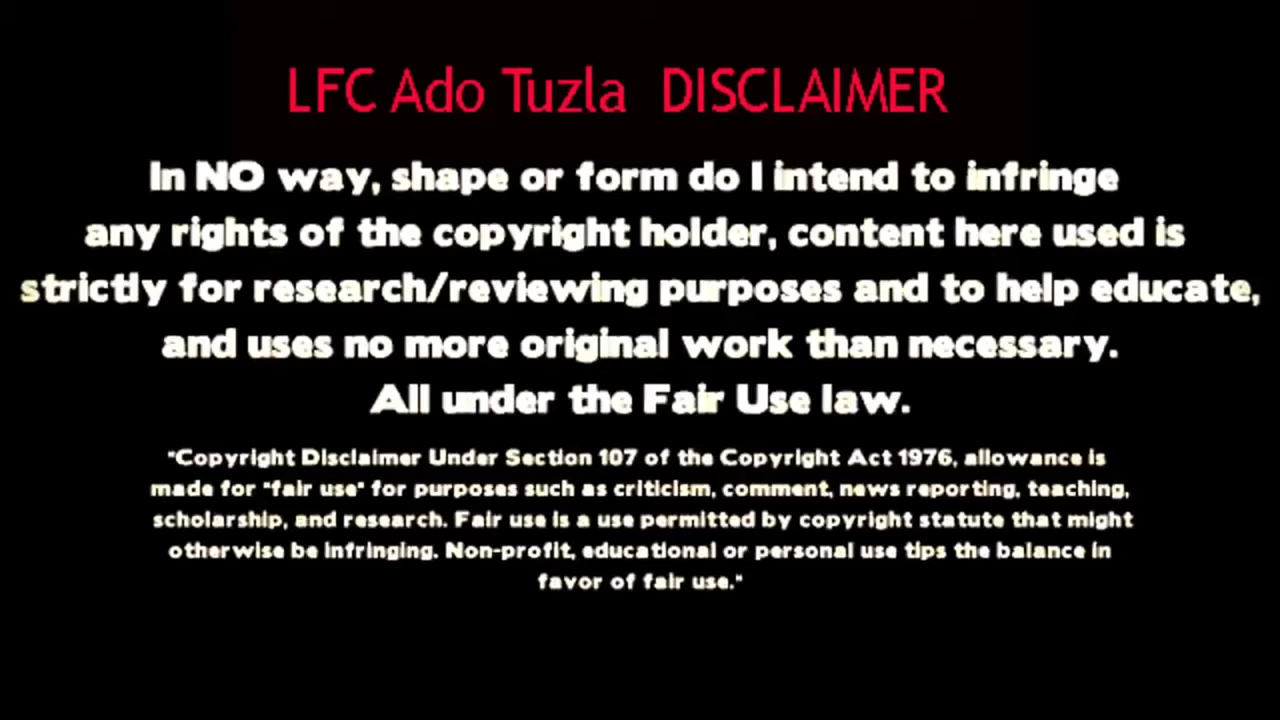 LFC Ado Tuzla DISCLAIMER
In NO way, shape or form do I intend to infringe
any rights of the copyright holder, content here used is
strictly for research/reviewing purposes and to help educate,
and uses no more original work than necessary.
All under the Fair Use law.
"Copyright Disclaimer Under Section 107 of the Copyright Act 1976, allowance is
made for "fair use" for purposes such as criticism, comment, news reporting, teaching,
scholarship, and research. Fair use is a use permitted by copyright statute that might
otherwise be infringing. Non-profit, educational or personal use tips the balance in
favor of fair use."